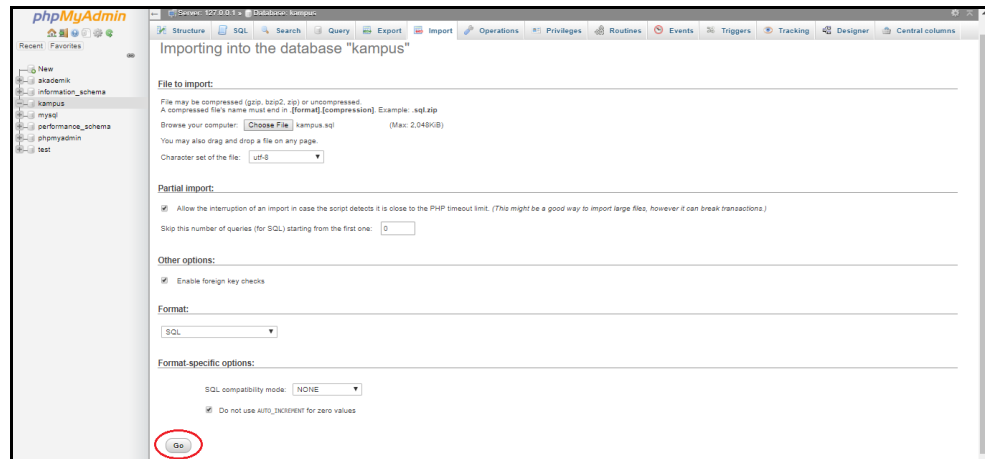 phpMyAdmin
Recent Favorites
New
akademik
information_schema
kampus
mysql
performance_schema
phpmyadmin
test
Server: 127.0.0.1 » Database: kampus
Structure SQL Search Query Export Import Operations Privileges Routines Events Triggers Tracking Designer Central columns
Importing into the database "kampus"
File to import:
File may be compressed (gzip, bzip2, zip) or uncompressed.
A compressed file's name must end in .[format].[compression]. Example: .sql.zip
Browse your computer: Choose File kampus.sql (Max: 2,048KiB)
You may also drag and drop a file on any page.
Character set of the file: utf-8
Partial import:
Allow the interruption of an import in case the script detects it is close to the PHP timeout limit. (This might be a good way to import large files, however it can break transactions.)
Skip this number of queries (for SQL) starting from the first one: 0
Other options:
Enable foreign key checks
Format:
SQL
Format-specific options:
SQL compatibility mode: NONE
Do not use AUTO_INCREMENT for zero values
Go